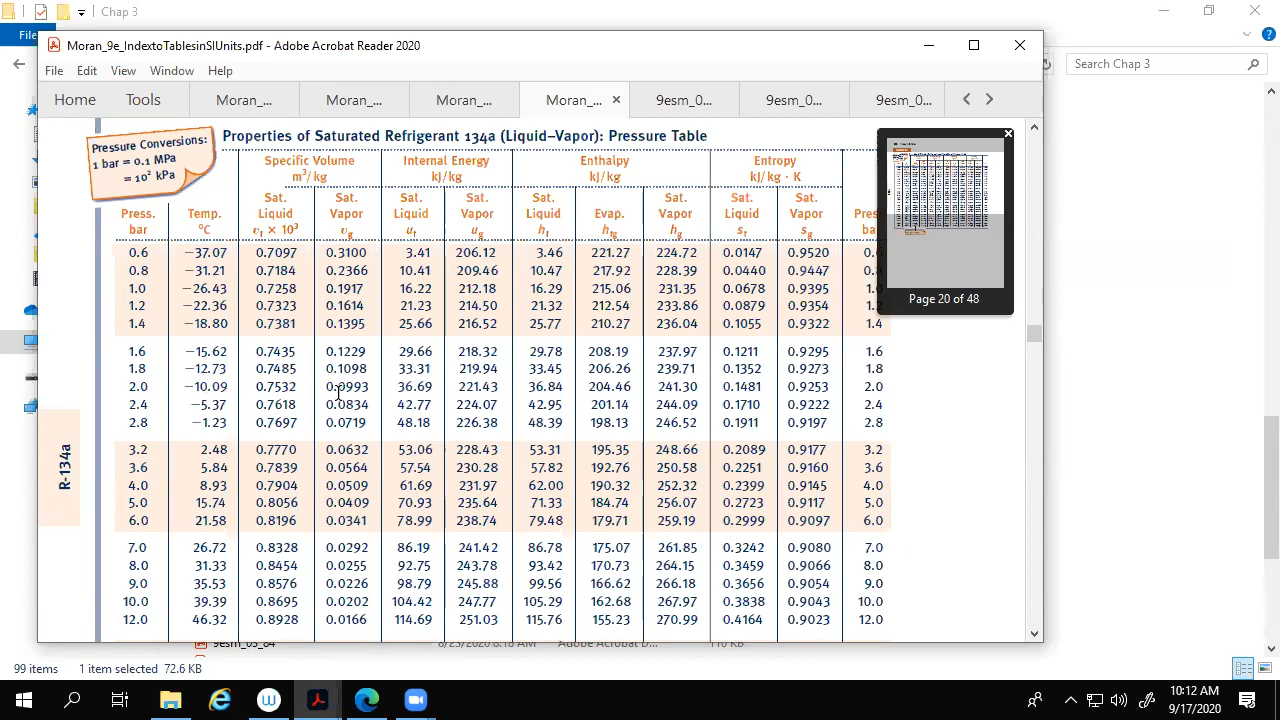 Chap 3
File
Moran_9e_IndextoTablesinSIUnits.pdf - Adobe Acrobat Reader 2020
File Edit View Window Help
Search Chap 3
Home Tools Moran_... Moran_... Moran_... Moran_... 9esm_0... 9esm_0... 9esm_0...
Pressure Conversions:
1 bar = 0.1 MPa
= 10² kPa
Properties of Saturated Refrigerant 134a (Liquid–Vapor): Pressure Table
Specific Volume Internal Energy Enthalpy Entropy
m³/kg kJ/kg kJ/kg kJ/kg · K
Sat. Sat. Sat. Sat. Sat. Sat. Sat. Sat.
Press. Temp. Liquid Vapor Liquid Vapor Liquid Evap. Vapor Liquid Vapor Press
bar °C vf × 10³ vg uf ug hf hfg hg sf sg ba
0.6 −37.07 0.7097 0.3100 3.41 206.12 3.46 221.27 224.72 0.0147 0.9520 0.
0.8 −31.21 0.7184 0.2366 10.41 209.46 10.47 217.92 228.39 0.0440 0.9447 0.8
1.0 −26.43 0.7258 0.1917 16.22 212.18 16.29 215.06 231.35 0.0678 0.9395 1.0
1.2 −22.36 0.7323 0.1614 21.23 214.50 21.32 212.54 233.86 0.0879 0.9354 1.2
1.4 −18.80 0.7381 0.1395 25.66 216.52 25.77 210.27 236.04 0.1055 0.9322 1.4
1.6 −15.62 0.7435 0.1229 29.66 218.32 29.78 208.19 237.97 0.1211 0.9295 1.6
1.8 −12.73 0.7485 0.1098 33.31 219.94 33.45 206.26 239.71 0.1352 0.9273 1.8
2.0 −10.09 0.7532 0.0993 36.69 221.43 36.84 204.46 241.30 0.1481 0.9253 2.0
2.4 −5.37 0.7618 0.0834 42.77 224.07 42.95 201.14 244.09 0.1710 0.9222 2.4
2.8 −1.23 0.7697 0.0719 48.18 226.38 48.39 198.13 246.52 0.1911 0.9197 2.8
3.2 2.48 0.7770 0.0632 53.06 228.43 53.31 195.35 248.66 0.2089 0.9177 3.2
3.6 5.84 0.7839 0.0564 57.54 230.28 57.82 192.76 250.58 0.2251 0.9160 3.6
4.0 8.93 0.7904 0.0509 61.69 231.97 62.00 190.32 252.32 0.2399 0.9145 4.0
5.0 15.74 0.8056 0.0409 70.93 235.64 71.33 184.74 256.07 0.2723 0.9117 5.0
6.0 21.58 0.8196 0.0341 78.99 238.74 79.48 179.71 259.19 0.2999 0.9097 6.0
7.0 26.72 0.8328 0.0292 86.19 241.42 86.78 175.07 261.85 0.3242 0.9080 7.0
8.0 31.33 0.8454 0.0255 92.75 243.78 93.42 170.73 264.15 0.3459 0.9066 8.0
9.0 35.53 0.8576 0.0226 98.79 245.88 99.56 166.62 266.18 0.3656 0.9054 9.0
10.0 39.39 0.8695 0.0202 104.42 247.77 105.29 162.68 267.97 0.3838 0.9043 10.0
12.0 46.32 0.8928 0.0166 114.69 251.03 115.76 155.23 270.99 0.4164 0.9023 12.0
R-134a
Page 20 of 48
99 items 1 item selected 72.6 KB
10:12 AM
9/17/2020